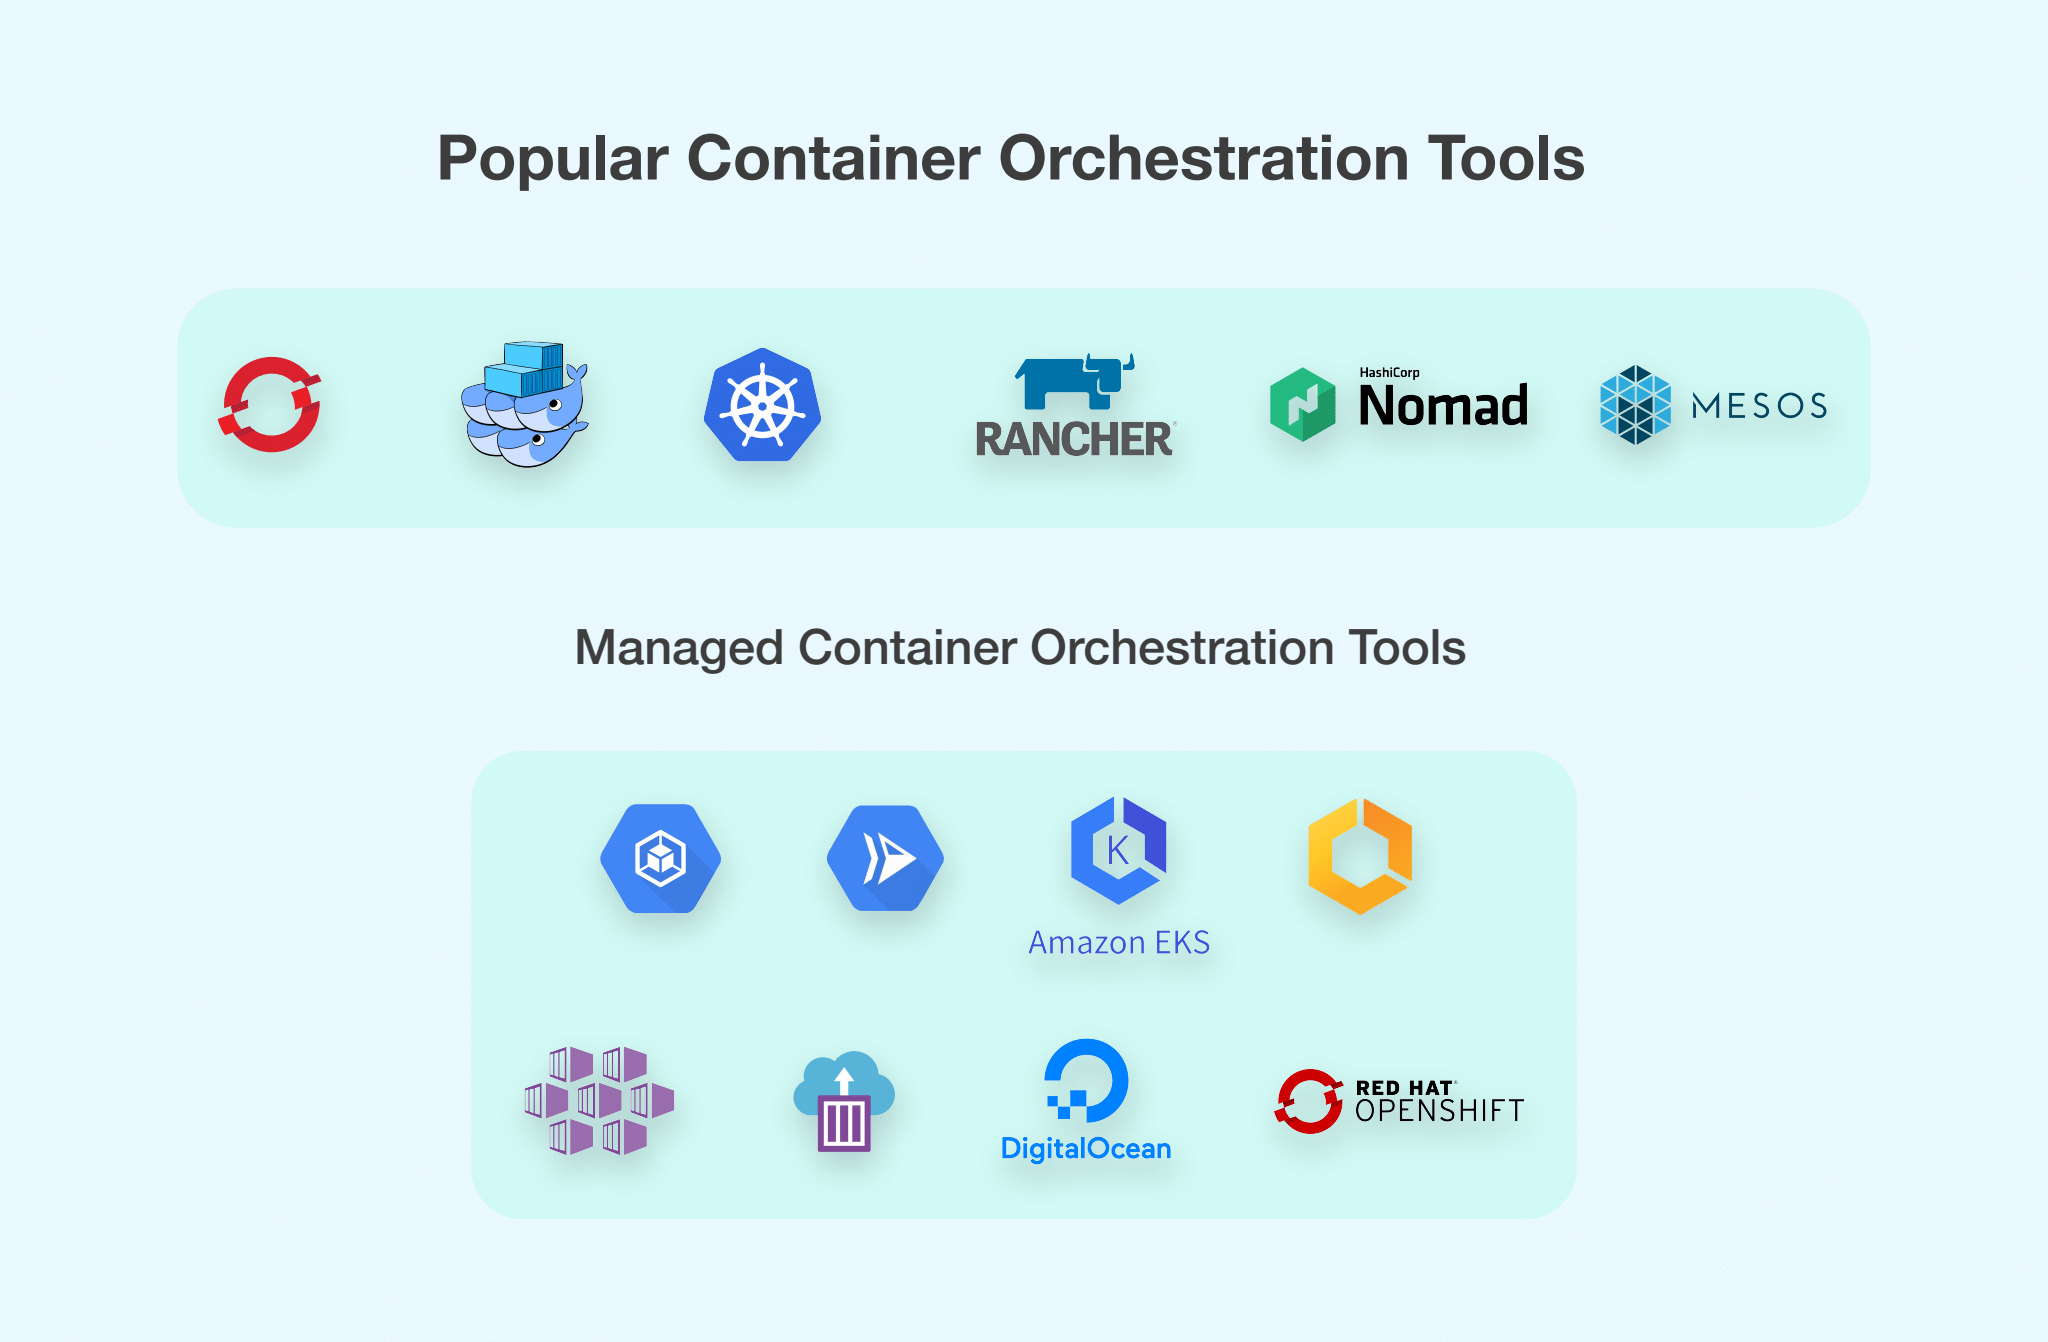 Popular Container Orchestration Tools
RANCHER
HashiCorp
Nomad
MESOS
Managed Container Orchestration Tools
K
Amazon EKS
DigitalOcean
RED HAT
OPENSHIFT